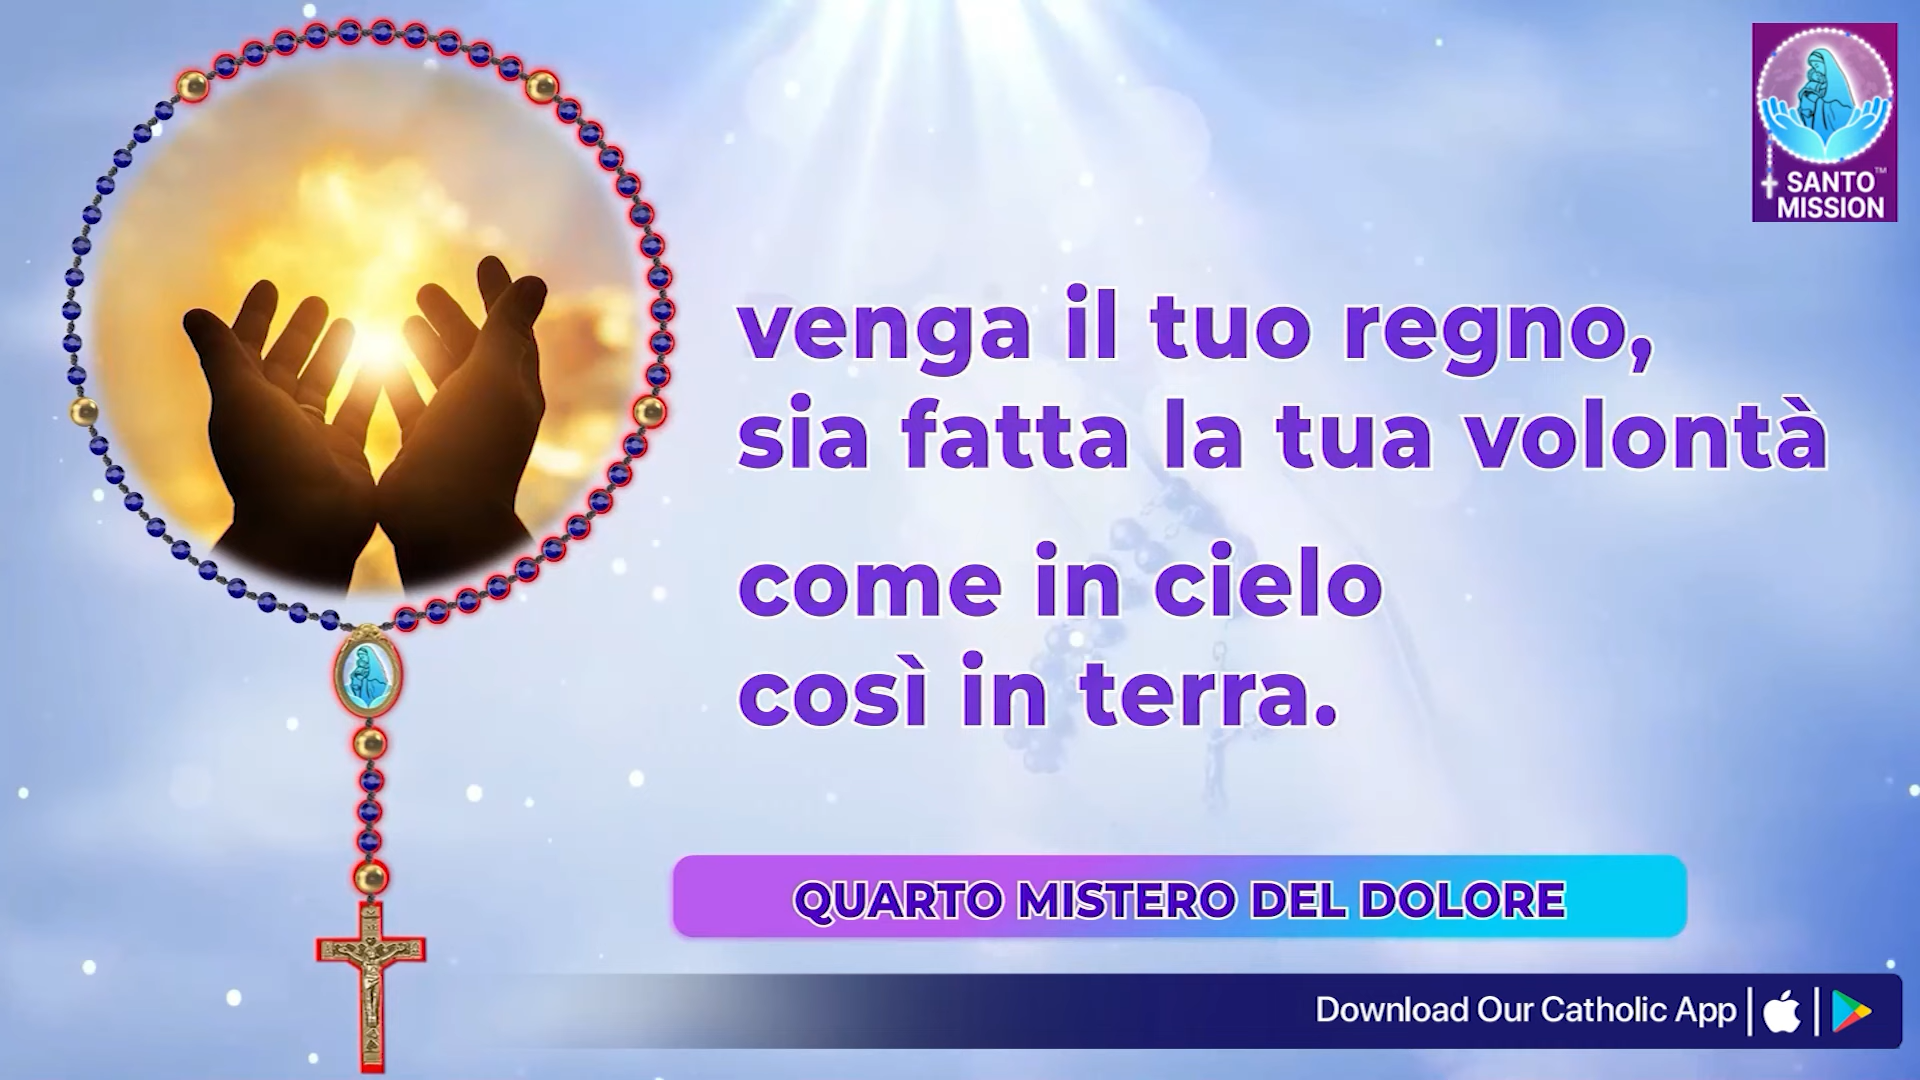 SANTO™
MISSION
venga il tuo regno,
sia fatta la tua volontà
come in cielo
così in terra.
QUARTO MISTERO DEL DOLORE
Download Our Catholic App